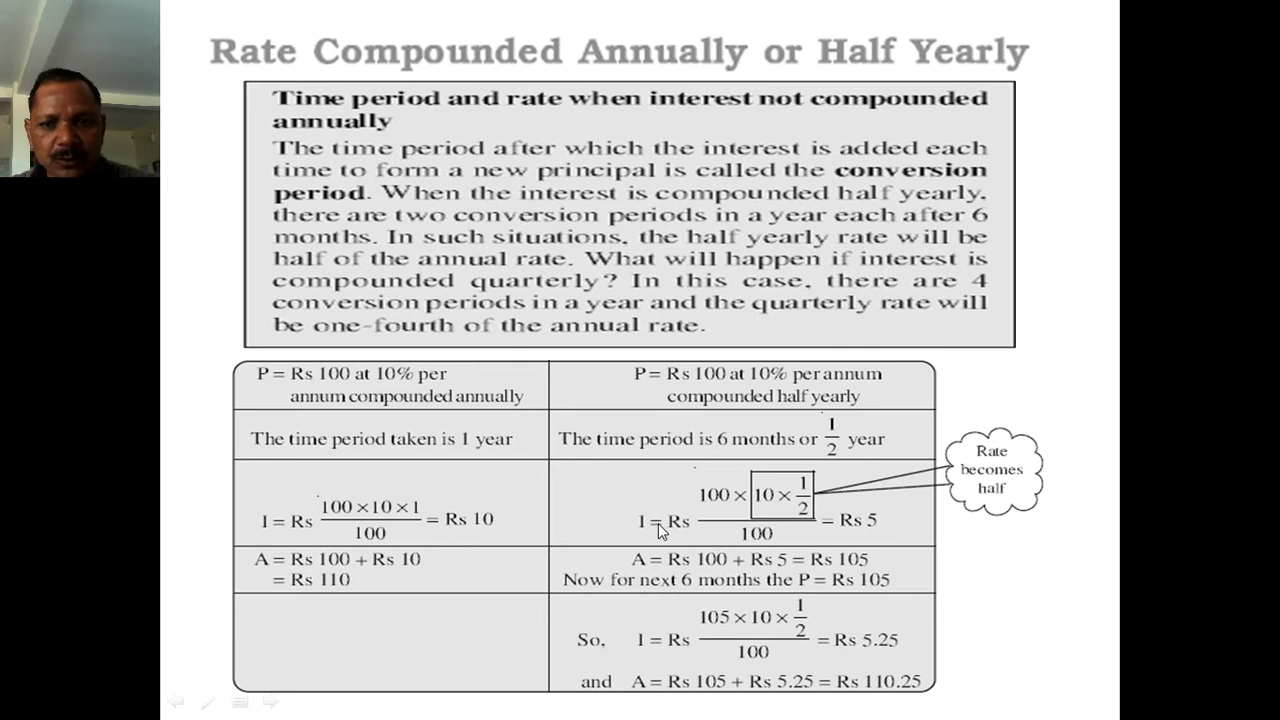 Rate Compounded Annually or Half Yearly
Time period and rate when interest not compounded
annually
The time period after which the interest is added each
time to form a new principal is called the conversion
period. When the interest is compounded half yearly,
there are two conversion periods in a year each after 6
months. In such situations, the half yearly rate will be
half of the annual rate. What will happen if interest is
compounded quarterly? In this case, there are 4
conversion periods in a year and the quarterly rate will
be one-fourth of the annual rate.
P = Rs 100 at 10% per
annum compounded annually
P = Rs 100 at 10% per annum
compounded half yearly
The time period taken is 1 year
The time period is 6 months or 1/2 year
I = Rs (100 × 10 × 1)/100 = Rs 10
I = Rs (100 × 10 × 1/2)/100 = Rs 5
Rate
becomes
half
A = Rs 100 + Rs 10
= Rs 110
A = Rs 100 + Rs 5 = Rs 105
Now for next 6 months the P = Rs 105
So, I = Rs (105 × 10 × 1/2)/100 = Rs 5.25
and A = Rs 105 + Rs 5.25 = Rs 110.25